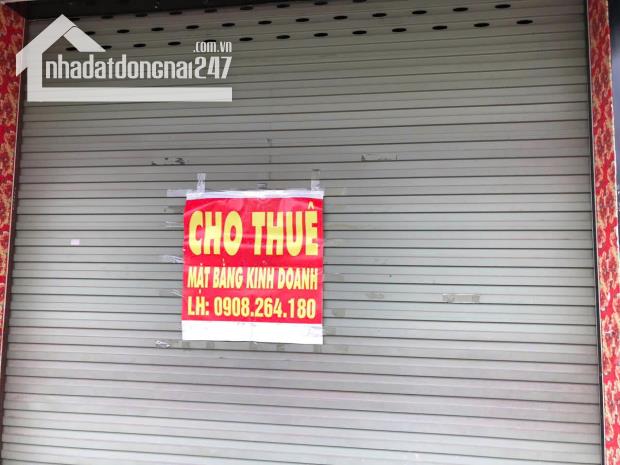 .com.vn
nhadatdongnai247
CHO THUÊ
MẶT BẰNG KINH DOANH
LH: 0908.264.180